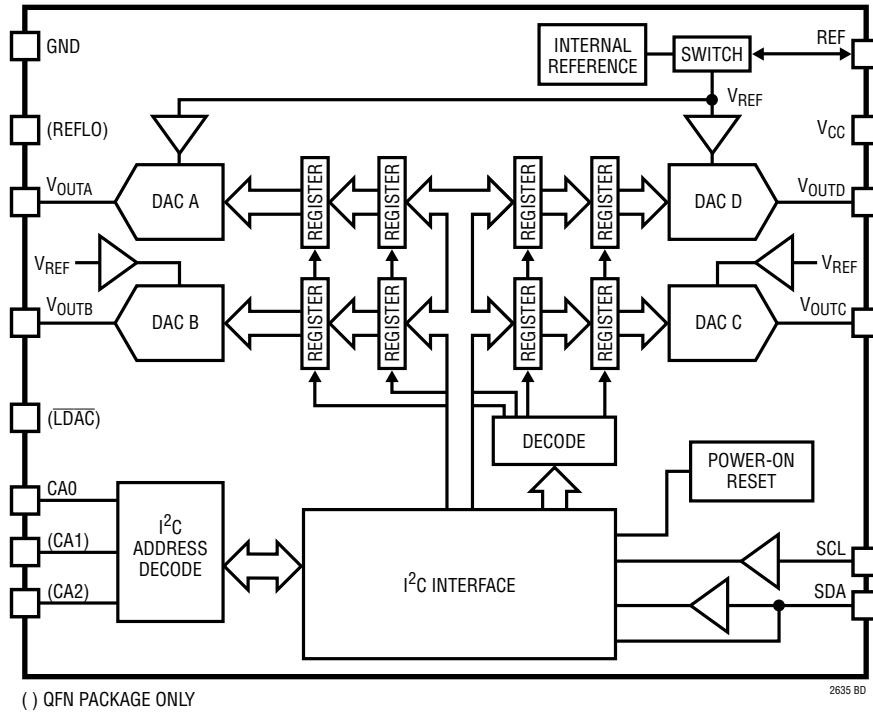 GND
INTERNAL
REFERENCE
SWITCH
REF
VREF
(REFLO)
VCC
VOUTA
DAC A
REGISTER
REGISTER
REGISTER
REGISTER
DAC D
VOUTD
VREF
VREF
VOUTB
DAC B
REGISTER
REGISTER
REGISTER
REGISTER
DAC C
VOUTC
(LDAC)
DECODE
POWER-ON
RESET
CA0
(CA1)
(CA2)
I2C
ADDRESS
DECODE
I2C INTERFACE
SCL
SDA
( ) QFN PACKAGE ONLY
2635 BD